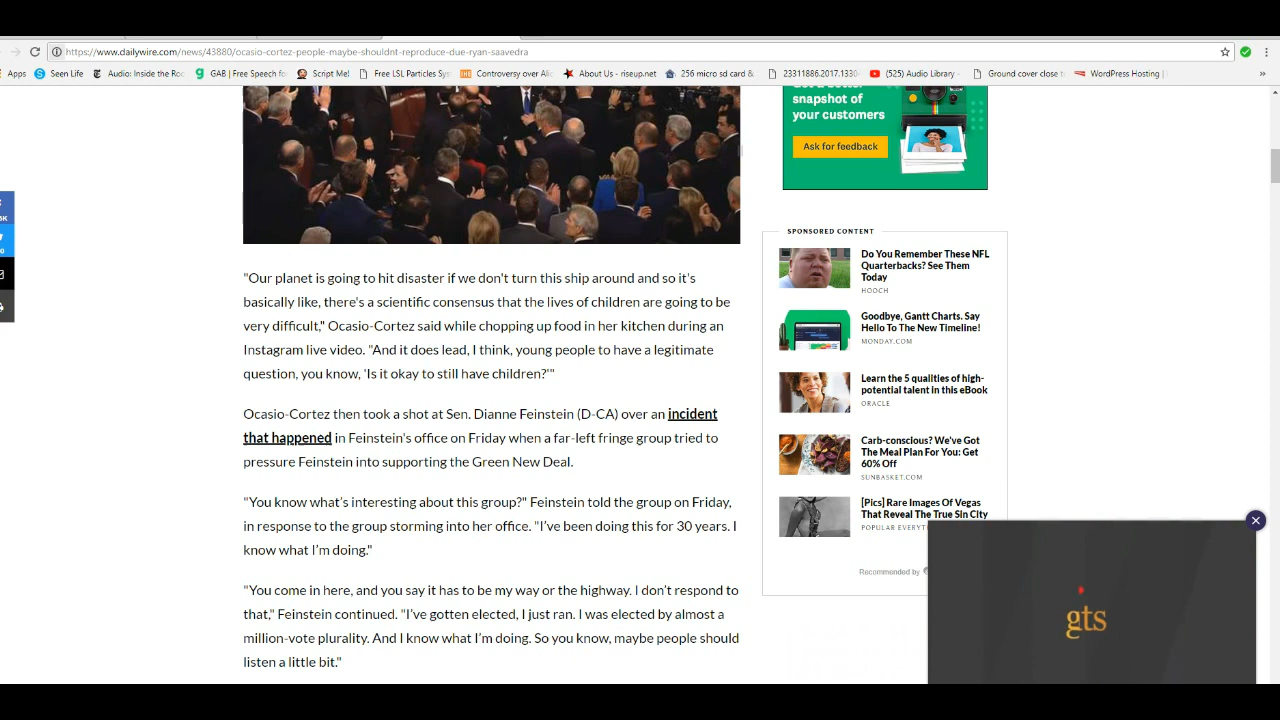 https://www.dailywire.com/news/43880/ocasio-cortez-people-maybe-shouldnt-reproduce-due-ryan-saavedra
Apps
Seen Life
Audio: Inside the Roc
GAB | Free Speech fo
Script Me!
Free LSL Particles Sys
Controversy over Ali
About Us - riseup.net
256 micro sd card &
23311886.2017.1330
(525) Audio Library -
Ground cover close t
WordPress Hosting |
»
snapshot of
your customers
Ask for feedback
SPONSORED CONTENT
Do You Remember These NFL
Quarterbacks? See Them
Today
HOOCH
Goodbye, Gantt Charts. Say
Hello To The New Timeline!
MONDAY.COM
Learn the 5 qualities of high-
potential talent in this eBook
ORACLE
Carb-conscious? We've Got
The Meal Plan For You: Get
60% Off
SUNBASKET.COM
[Pics] Rare Images Of Vegas
That Reveal The True Sin City
POPULAR EVERYT
Recommended by
gts
"Our planet is going to hit disaster if we don't turn this ship around and so it's
basically like, there's a scientific consensus that the lives of children are going to be
very difficult," Ocasio-Cortez said while chopping up food in her kitchen during an
Instagram live video. "And it does lead, I think, young people to have a legitimate
question, you know, 'Is it okay to still have children?'"
Ocasio-Cortez then took a shot at Sen. Dianne Feinstein (D-CA) over an incident
that happened in Feinstein's office on Friday when a far-left fringe group tried to
pressure Feinstein into supporting the Green New Deal.
"You know what's interesting about this group?" Feinstein told the group on Friday,
in response to the group storming into her office. "I've been doing this for 30 years. I
know what I'm doing."
"You come in here, and you say it has to be my way or the highway. I don't respond to
that," Feinstein continued. "I've gotten elected, I just ran. I was elected by almost a
million-vote plurality. And I know what I'm doing. So you know, maybe people should
listen a little bit."